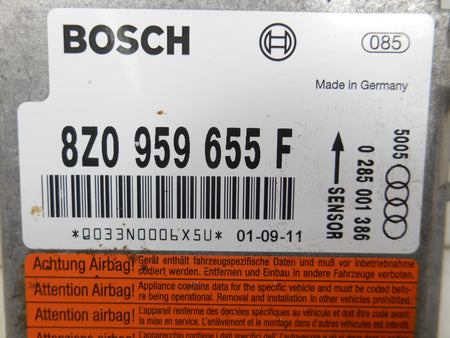 BOSCH
085
Made in Germany
8Z0 959 655 F
SENSOR
0 285 001 386
5005
*Q033N0006X5U* 01-09-11
Achtung Airbag! Gerät enthält fahrzeugspezifische Daten und muß vor Inbetriebnahme
codiert werden. Entfernen und Einbau in andere Fahrzeuge verboten.
Attention Airbag! Appliance contains data for the specific vehicle and must be coded befo-
re being operational. Removal and installation in other vehicles prohibited.
Attention Airbag! L'appareil renferme des données spécifiques au véhicule et doit être codé avant
la mise en service. L'enlèvement et le montage dans d'autres véhicules est interdit.